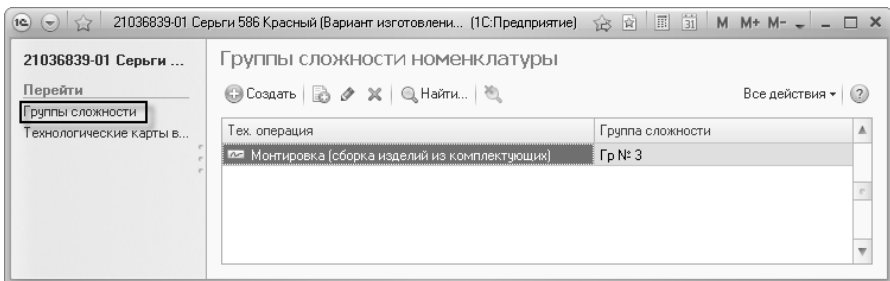 21036839-01 Серьги 586 Красный (Вариант изготовлени... (1С:Предприятие) 31 M M+ M-
21036839-01 Серьги ...
Группы сложности номенклатуры
Перейти
Создать Найти... Все действия
Группы сложности
Технологические карты в...
Тех. операция Группа сложности
Монтировка (сборка изделий из комплектующих) Гр № 3